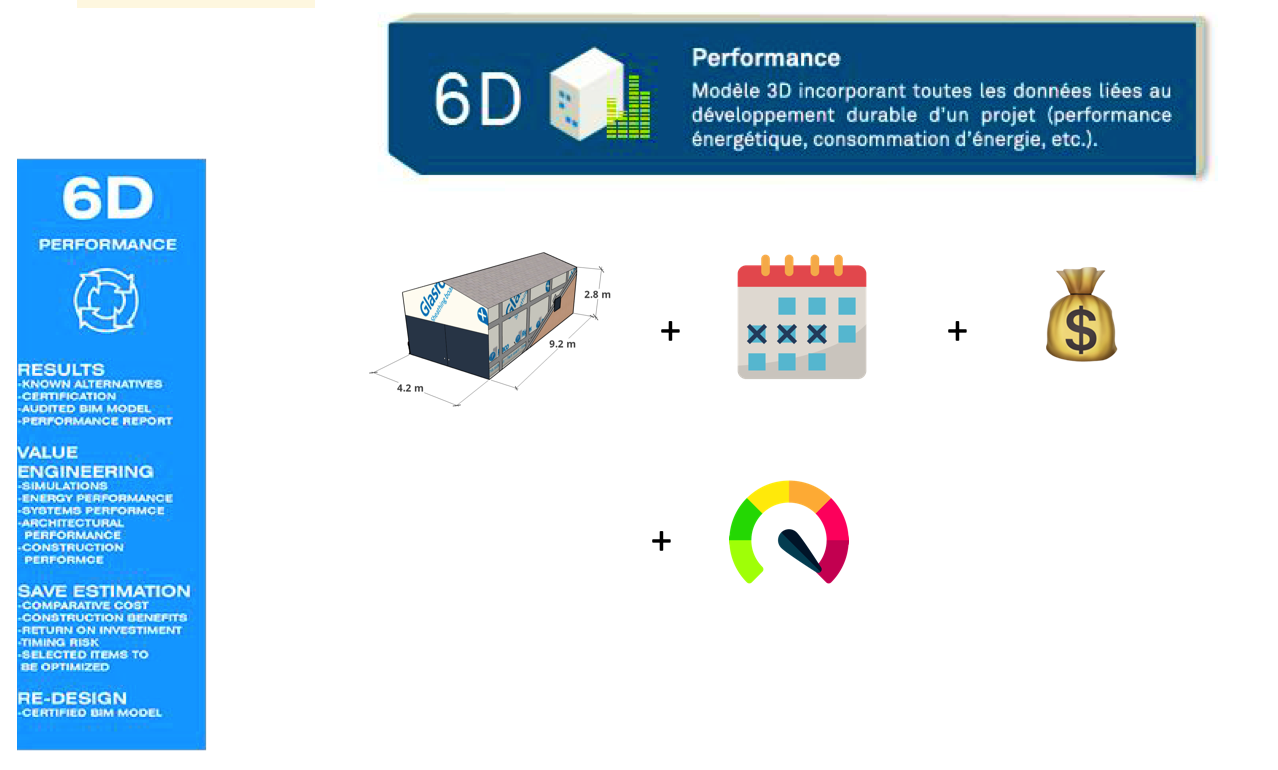 6D
Performance
Modèle 3D incorporant toutes les données liées au
développement durable d'un projet (performance
énergétique, consommation d'énergie, etc.).
6D
PERFORMANCE
RESULTS
-KNOWN ALTERNATIVES
-CERTIFICATION
-AUDITED BIM MODEL
-PERFORMANCE REPORT
VALUE
ENGINEERING
-SIMULATIONS
-ENERGY PERFORMANCE
-SYSTEMS PERFORMCE
-ARCHITECTURAL
PERFORMANCE
-CONSTRUCTION
PERFORMCE
SAVE ESTIMATION
-COMPARATIVE COST
-CONSTRUCTION BENEFITS
-RETURN ON INVESTIMENT
-TIMING RISK
-SELECTED ITEMS TO
BE OPTIMIZED
RE-DESIGN
-CERTIFIED BIM MODEL
2.8 m
9.2 m
4.2 m
+
+
$
+